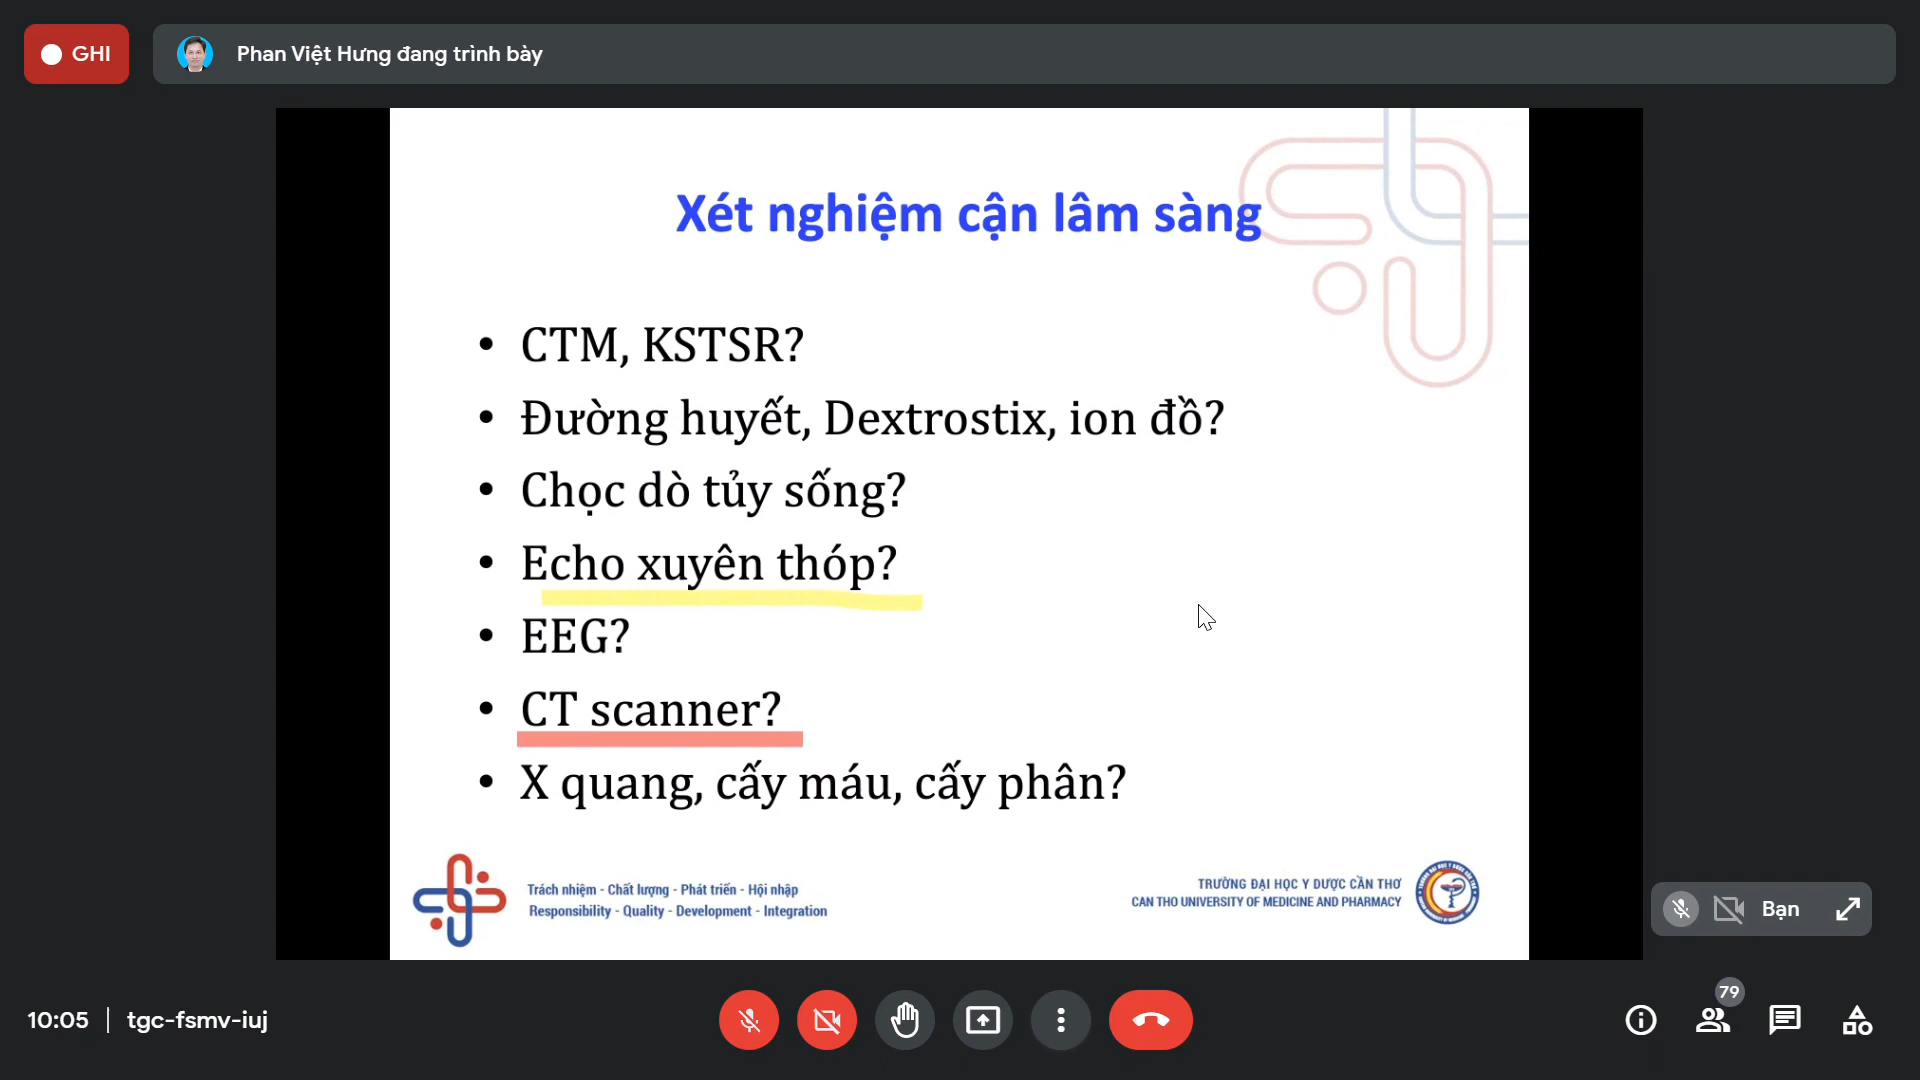 GHI
Phan Việt Hưng đang trình bày
Xét nghiệm cận lâm sàng
• CTM, KSTSR?
• Đường huyết, Dextrostix, ion đồ?
• Chọc dò tủy sống?
• Echo xuyên thóp?
• EEG?
• CT scanner?
• X quang, cấy máu, cấy phân?
Trách nhiệm - Chất lượng - Phát triển - Hội nhập
Responsibility - Quality - Development - Integration
TRƯỜNG ĐẠI HỌC Y DƯỢC CẦN THƠ
CAN THO UNIVERSITY OF MEDICINE AND PHARMACY
Bạn
10:05 | tgc-fsmv-iuj
79